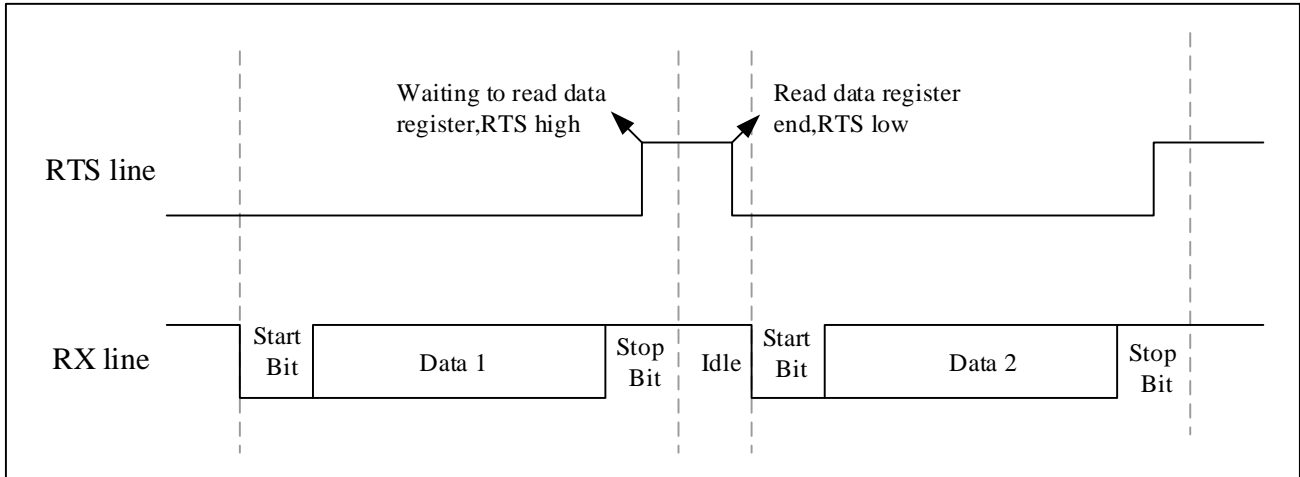 Waiting to read data
register,RTS high
Read data register
end,RTS low
RTS line
RX line
Start
Bit
Data 1
Stop
Bit
Idle
Start
Bit
Data 2
Stop
Bit